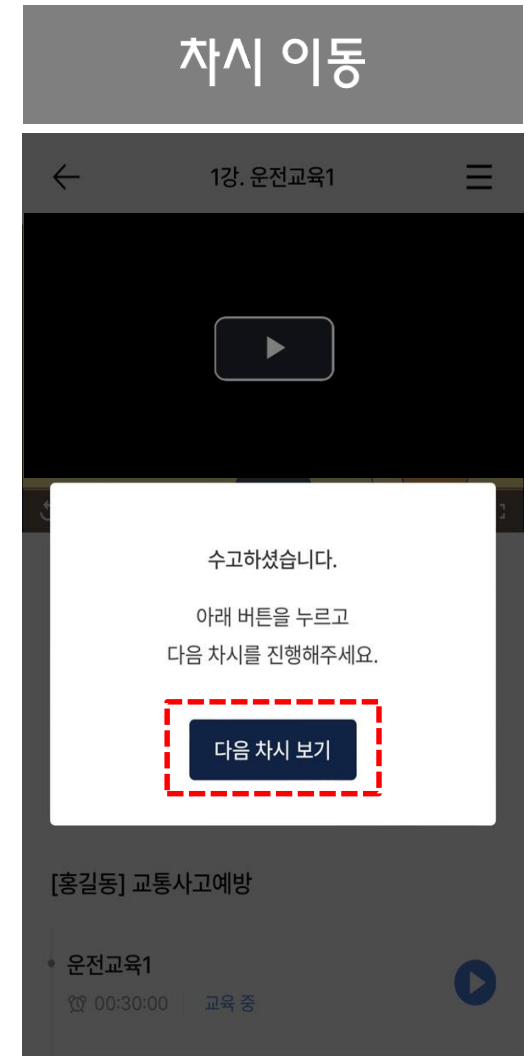 차시 이동
1강. 운전교육1
수고하셨습니다.
아래 버튼을 누르고
다음 차시를 진행해주세요.
다음 차시 보기
[홍길동] 교통사고예방
운전교육1
00:30:00 교육 중